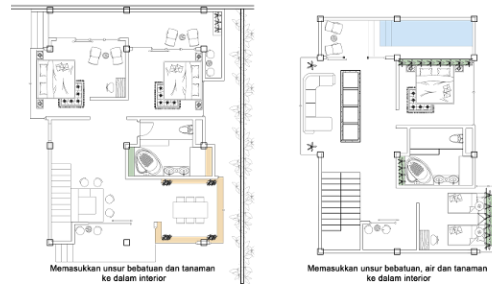 Memasukkan unsur bebatuan dan tanaman
ke dalam interior
Memasukkan unsur bebatuan, air dan tanaman
ke dalam interior